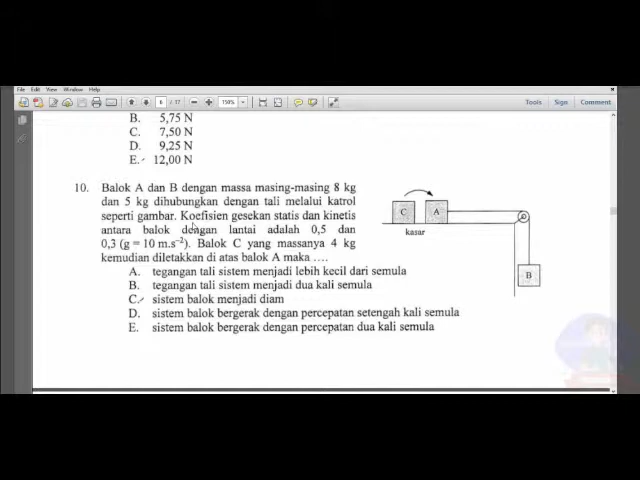 File Edit View Window Help
6 / 17 150% Tools Sign Comment
B. 5,75 N
C. 7,50 N
D. 9,25 N
E. 12,00 N
10. Balok A dan B dengan massa masing-masing 8 kg
dan 5 kg dihubungkan dengan tali melalui katrol
seperti gambar. Koefisien gesekan statis dan kinetis
antara balok dengan lantai adalah 0,5 dan
0,3 (g = 10 m.s⁻²). Balok C yang massanya 4 kg
kemudian diletakkan di atas balok A maka ....
A. tegangan tali sistem menjadi lebih kecil dari semula
B. tegangan tali sistem menjadi dua kali semula
C. sistem balok menjadi diam
D. sistem balok bergerak dengan percepatan setengah kali semula
E. sistem balok bergerak dengan percepatan dua kali semula
C A
kasar
B